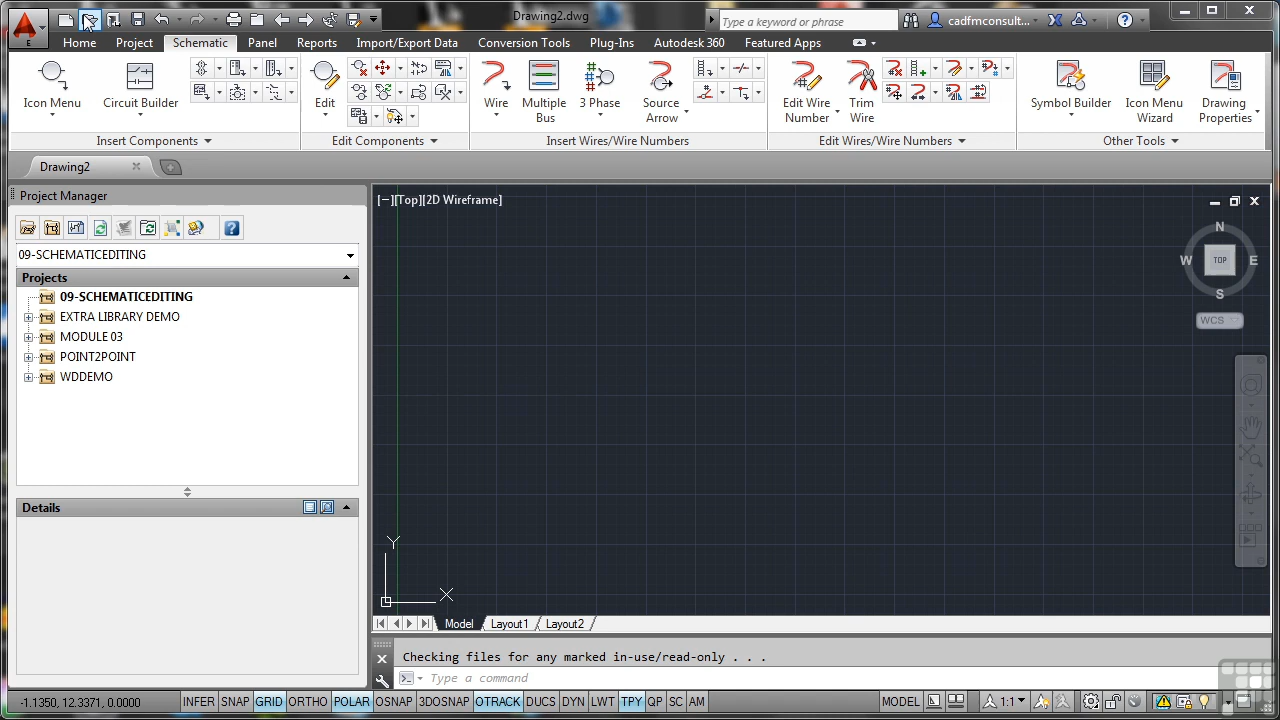 Drawing2.dwg
Type a keyword or phrase
cadfmconsult...
E
Home Project Schematic Panel Reports Import/Export Data Conversion Tools Plug-Ins Autodesk 360 Featured Apps
Icon Menu
Circuit Builder
Edit
Wire
Multiple Bus
3 Phase
Source Arrow
Edit Wire Number
Trim Wire
Symbol Builder
Icon Menu Wizard
Drawing Properties
Insert Components
Edit Components
Insert Wires/Wire Numbers
Edit Wires/Wire Numbers
Other Tools
Drawing2
Project Manager
[−][Top][2D Wireframe]
09-SCHEMATICEDITING
Projects
09-SCHEMATICEDITING
EXTRA LIBRARY DEMO
MODULE 03
POINT2POINT
WDDEMO
Details
N
W TOP E
S
WCS
Y
X
Model Layout1 Layout2
Checking files for any marked in-use/read-only . . .
Type a command
-1.1350, 12.3371, 0.0000
INFER SNAP GRID ORTHO POLAR OSNAP 3DOSNAP OTRACK DUCS DYN LWT TPY QP SC AM
MODEL
1:1